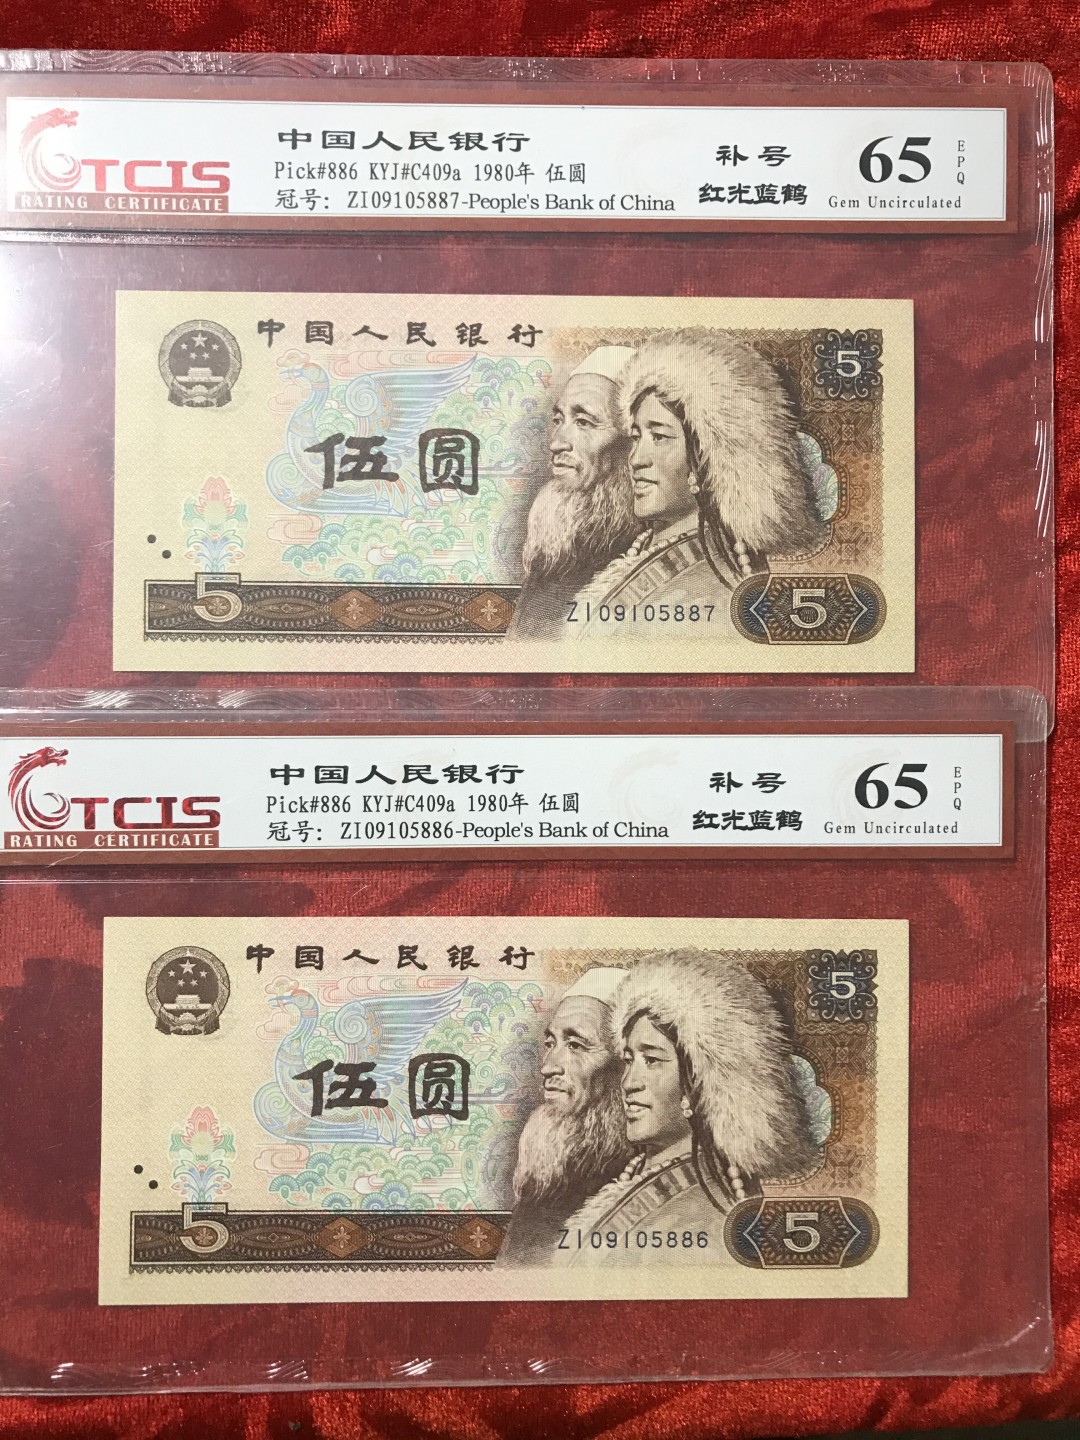 TCIS
RATING CERTIFICATE
中国人民银行
Pick#886 KYJ#C409a 1980年 伍圆
冠号: ZI09105887-People's Bank of China
补号
红光蓝鹤
65
EPQ
Gem Uncirculated
中国人民银行
5
伍圆
5
ZI09105887
5
TCIS
RATING CERTIFICATE
中国人民银行
Pick#886 KYJ#C409a 1980年 伍圆
冠号: ZI09105886-People's Bank of China
补号
红光蓝鹤
65
EPQ
Gem Uncirculated
中国人民银行
5
伍圆
5
ZI09105886
5